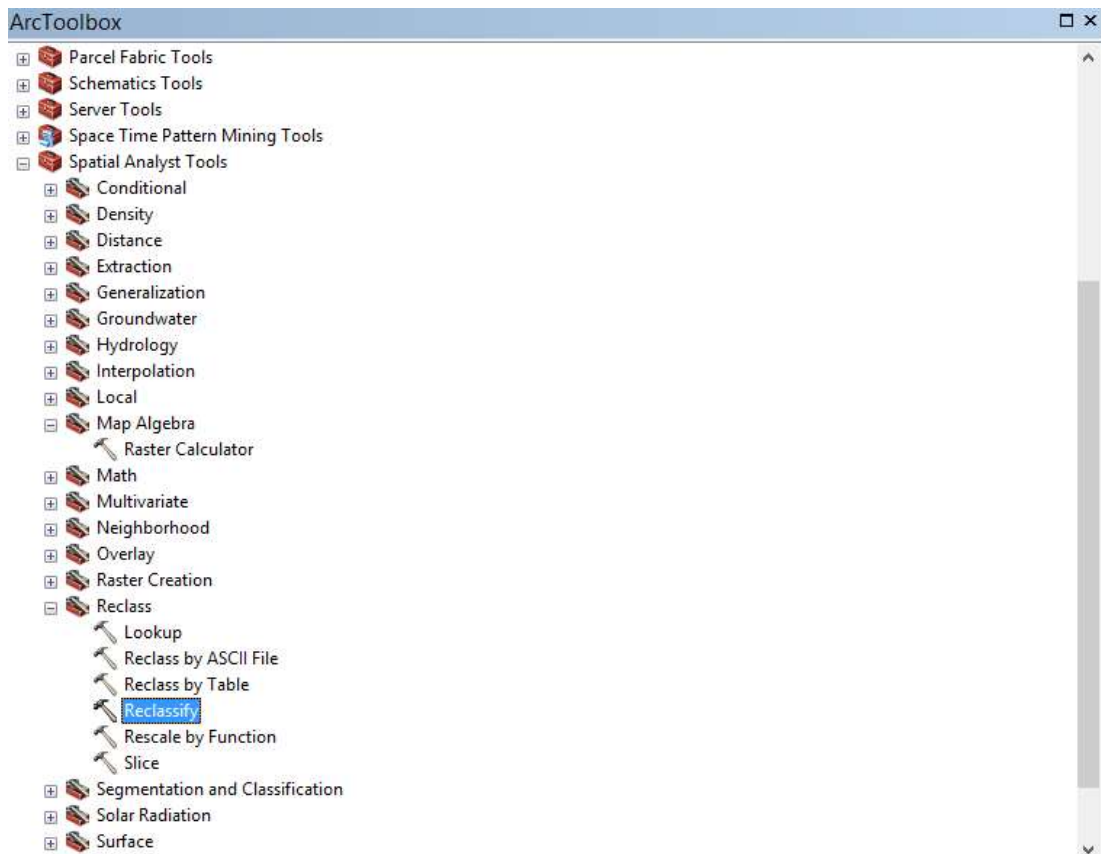 ArcToolbox
Parcel Fabric Tools
Schematics Tools
Server Tools
Space Time Pattern Mining Tools
Spatial Analyst Tools
Conditional
Density
Distance
Extraction
Generalization
Groundwater
Hydrology
Interpolation
Local
Map Algebra
Raster Calculator
Math
Multivariate
Neighborhood
Overlay
Raster Creation
Reclass
Lookup
Reclass by ASCII File
Reclass by Table
Reclassify
Rescale by Function
Slice
Segmentation and Classification
Solar Radiation
Surface